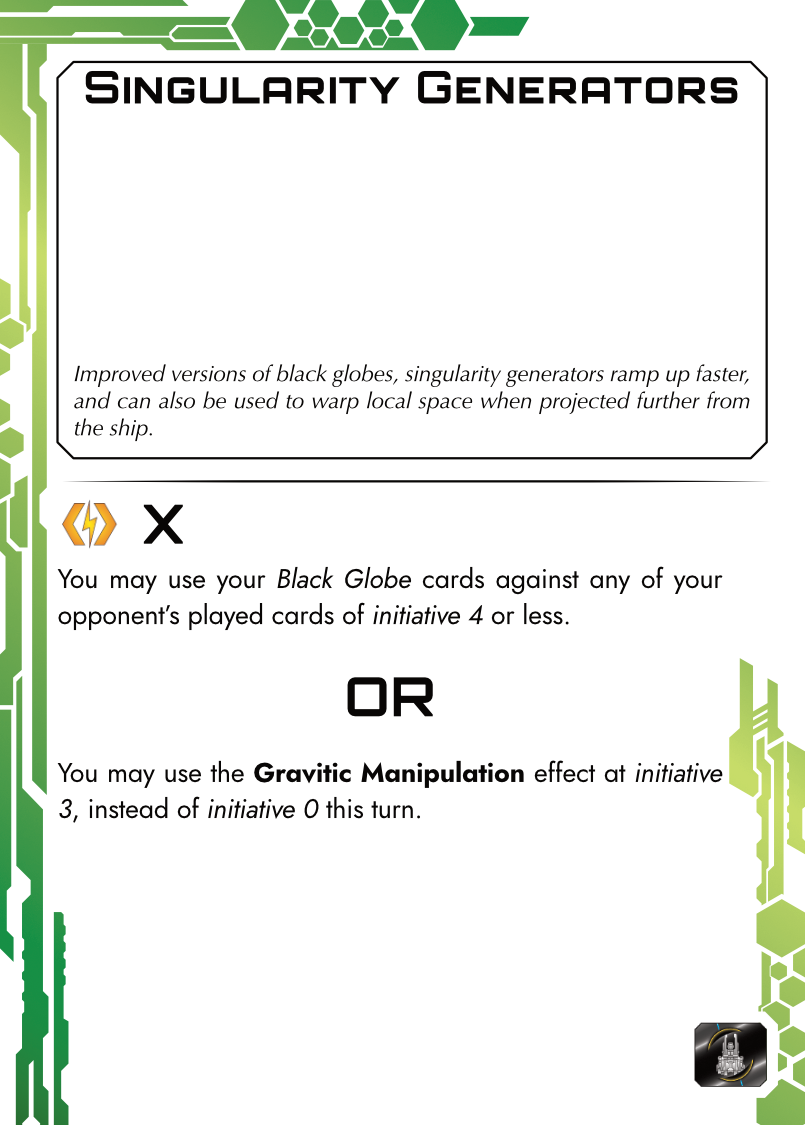 Singularity Generators
Improved versions of black globes, singularity generators ramp up faster,
and can also be used to warp local space when projected further from
the ship.
X
You may use your Black Globe cards against any of your
opponent's played cards of initiative 4 or less.
OR
You may use the Gravitic Manipulation effect at initiative
3, instead of initiative 0 this turn.